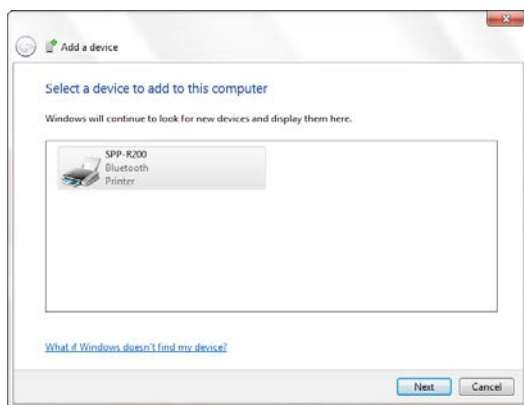 Add a device
Select a device to add to this computer
Windows will continue to look for new devices and display them here.
SPP-R200
Bluetooth
Printer
What if Windows doesn't find my device?
Next Cancel